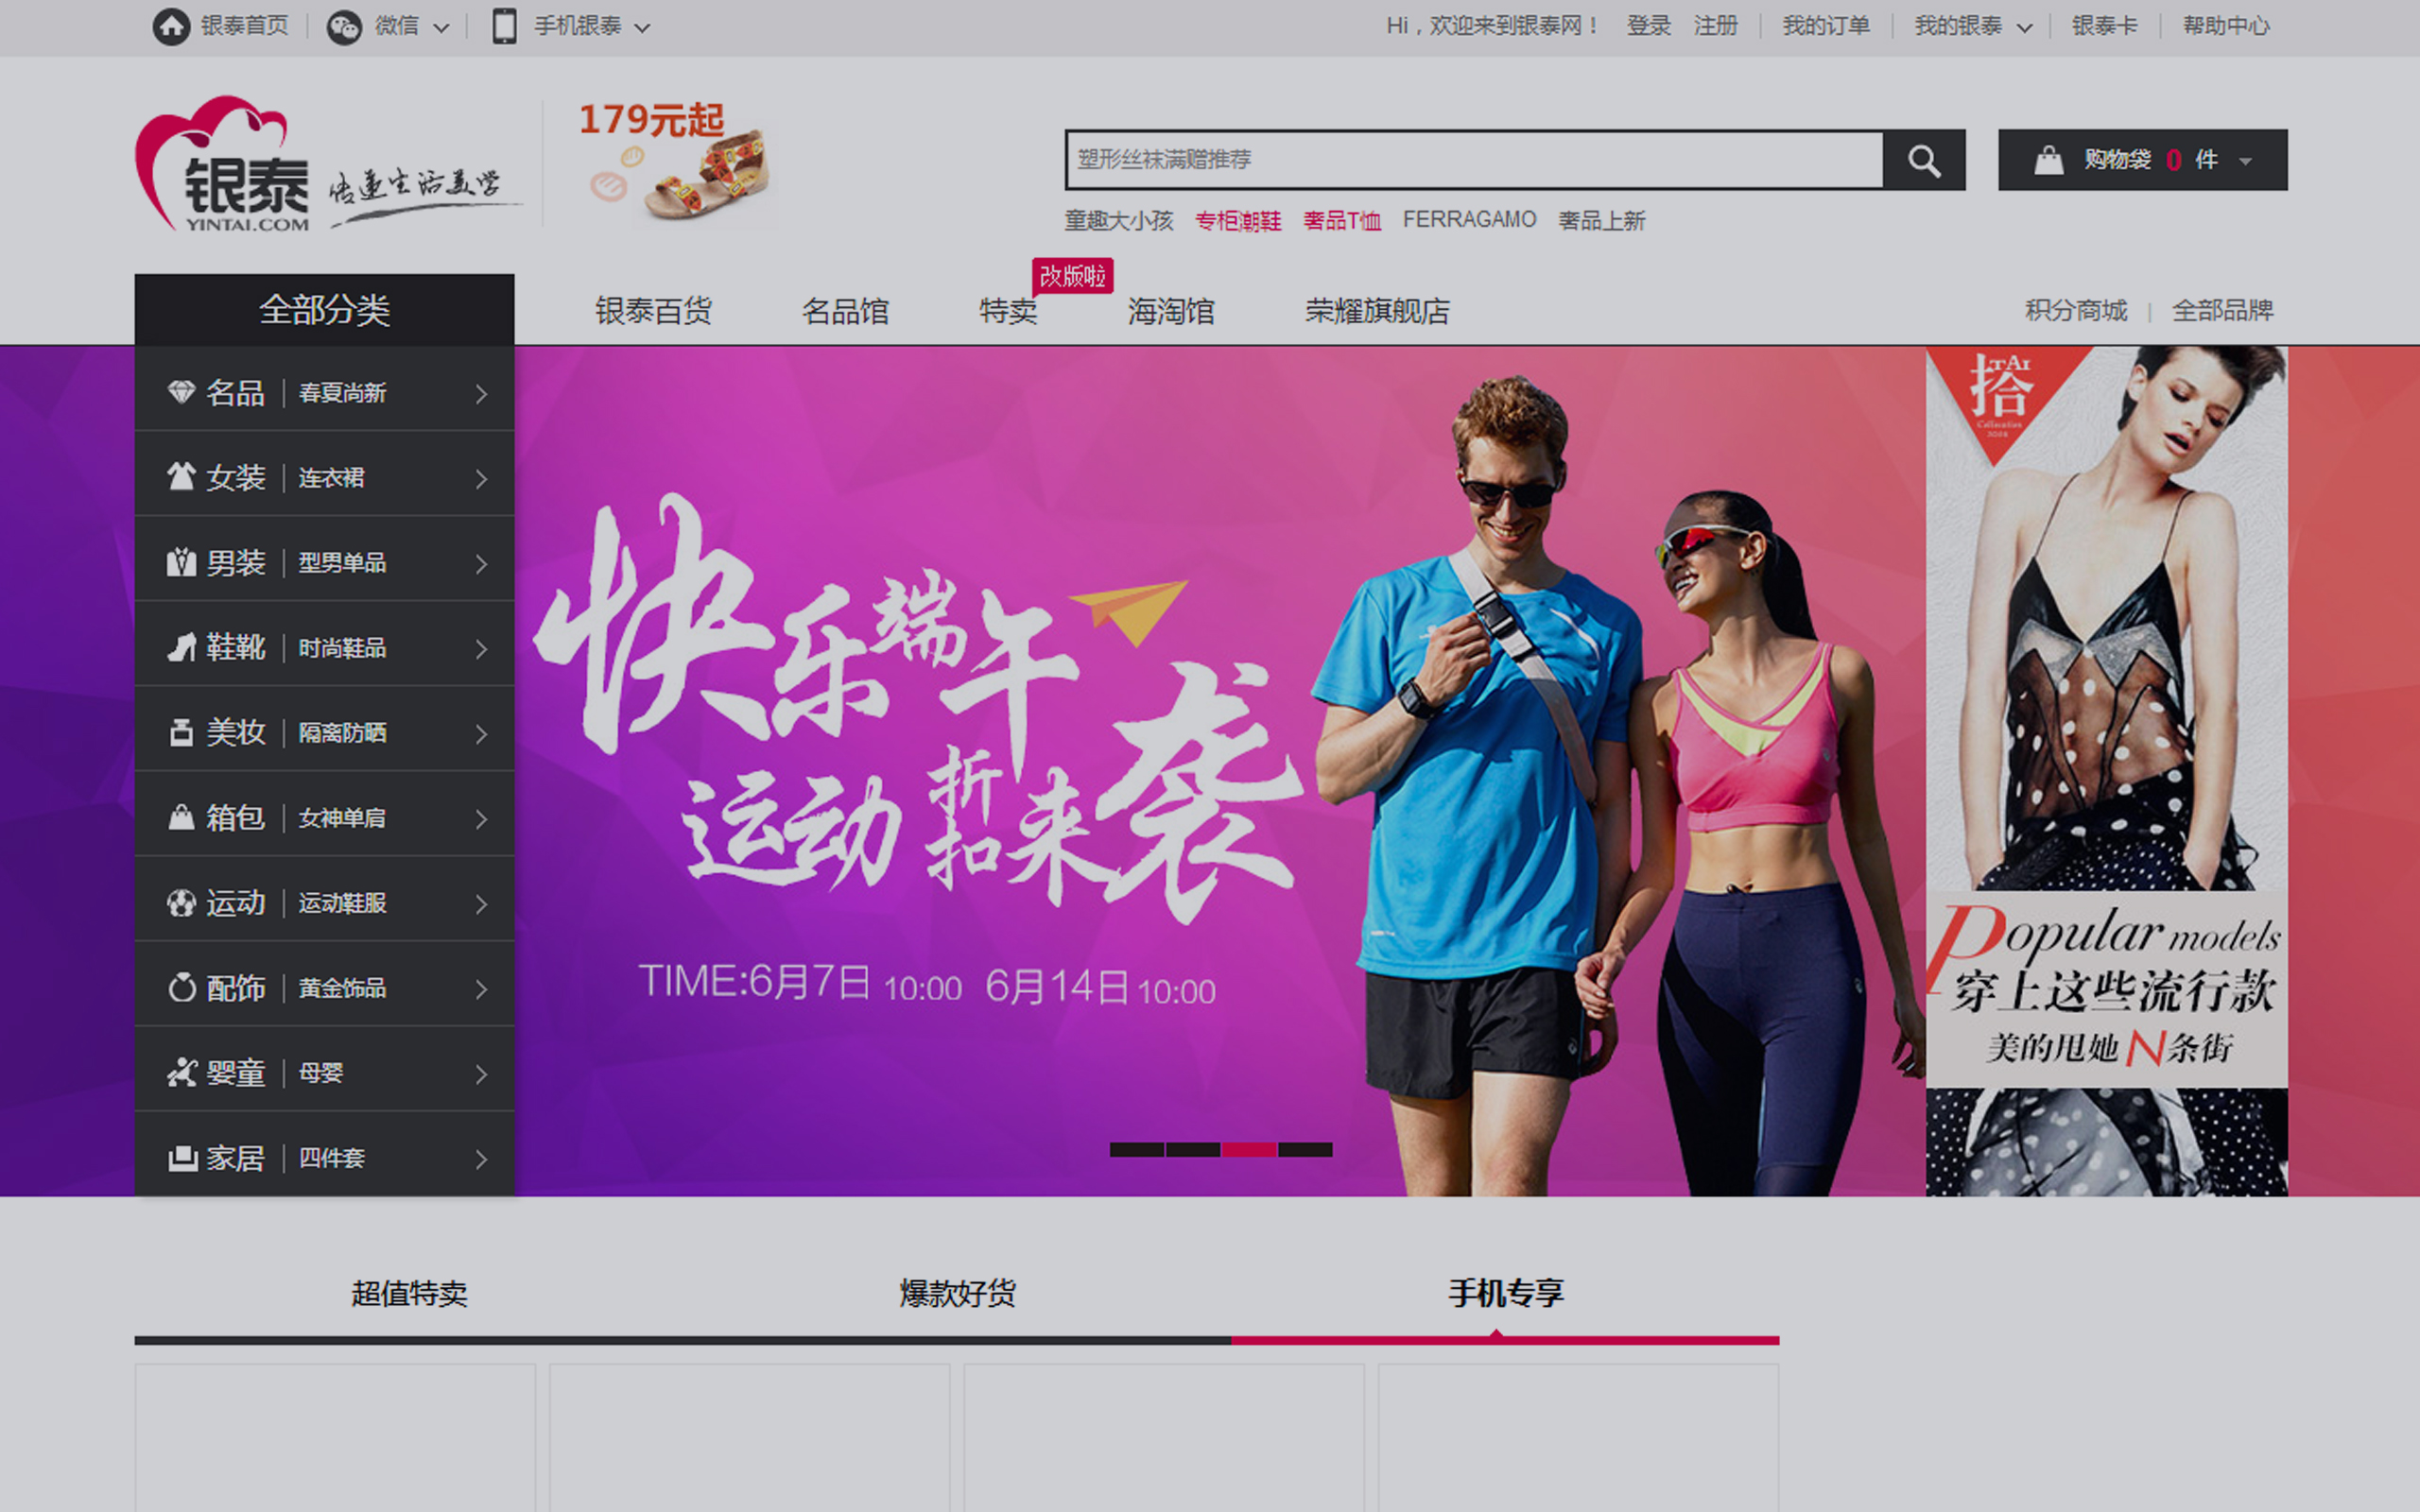 银泰首页 微信 手机银泰 Hi，欢迎来到银泰网！ 登录 注册 我的订单 我的银泰 银泰卡 帮助中心
银泰
YINTAI.COM
传递生活美学
179元起
塑形丝袜满赠推荐
购物袋 0 件
童趣大小孩 专柜潮鞋 奢品T恤 FERRAGAMO 奢品上新
改版啦
全部分类 银泰百货 名品馆 特卖 海淘馆 荣耀旗舰店 积分商城 全部品牌
名品 春夏尚新
女装 连衣裙
男装 型男单品
鞋靴 时尚鞋品
美妆 隔离防晒
箱包 女神单肩
运动 运动鞋服
配饰 黄金饰品
婴童 母婴
家居 四件套
快乐端午
运动折扣来袭
TIME:6月7日 10:00 6月14日 10:00
拾
ITAI
Collocation
Popular models
穿上这些流行款
美的甩她N条街
超值特卖 爆款好货 手机专享